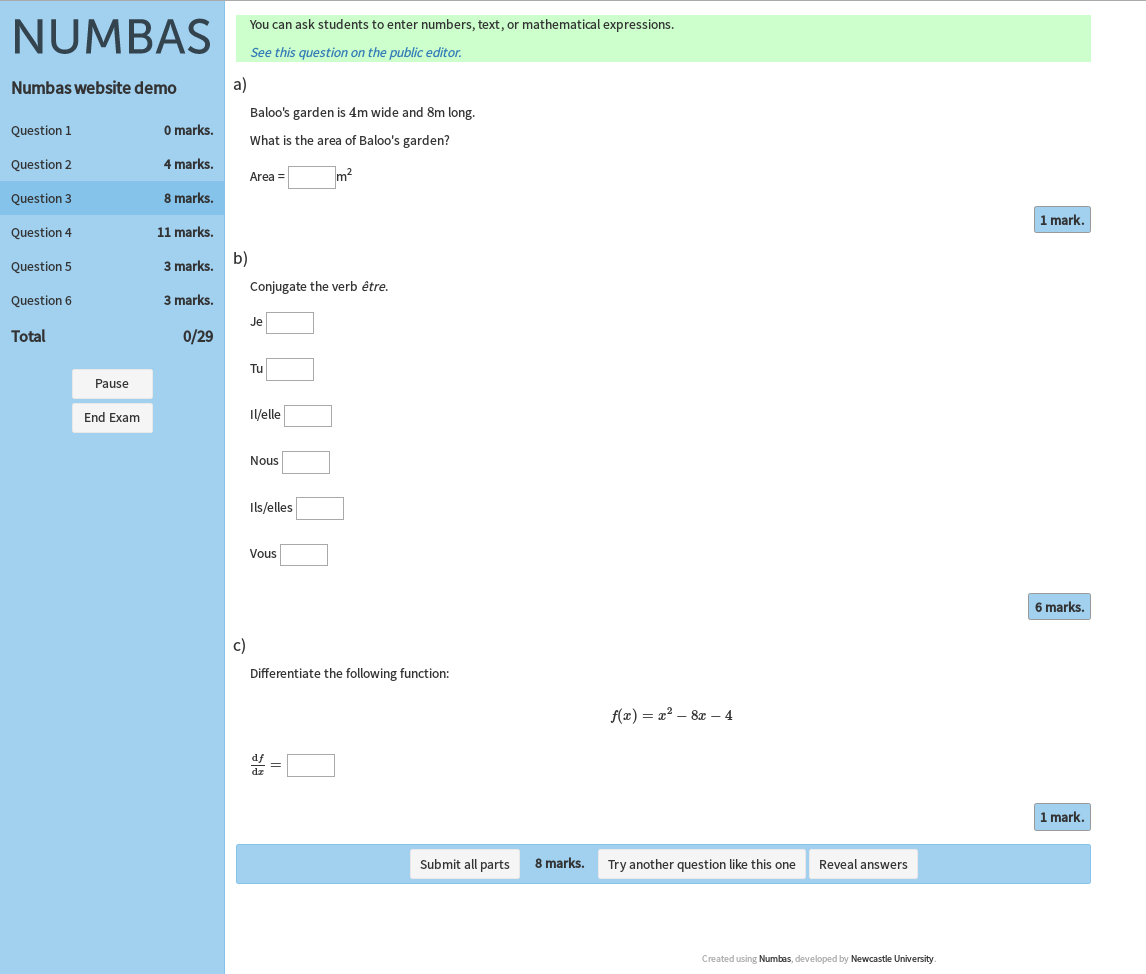 NUMBAS
Numbas website demo
Question 1 0 marks.
Question 2 4 marks.
Question 3 8 marks.
Question 4 11 marks.
Question 5 3 marks.
Question 6 3 marks.
Total 0/29
Pause
End Exam
You can ask students to enter numbers, text, or mathematical expressions.
See this question on the public editor.
a)
Baloo's garden is 4m wide and 8m long.
What is the area of Baloo's garden?
Area = m²
1 mark.
b)
Conjugate the verb être.
Je
Tu
Il/elle
Nous
Ils/elles
Vous
6 marks.
c)
Differentiate the following function:
f(x) = x² − 8x − 4
df/dx =
1 mark.
Submit all parts 8 marks. Try another question like this one Reveal answers
Created using Numbas, developed by Newcastle University.